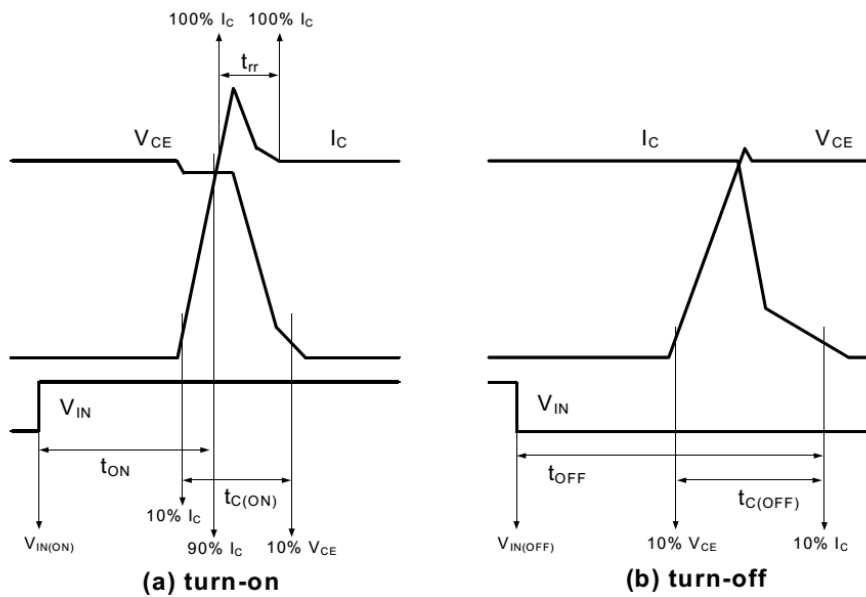 100% IC 100% IC
trr
VCE IC
IC VCE
VIN
VIN
tON
tOFF
tC(ON)
tC(OFF)
10% IC
VIN(ON)
90% IC
10% VCE
VIN(OFF)
10% VCE
10% IC
(a) turn-on
(b) turn-off